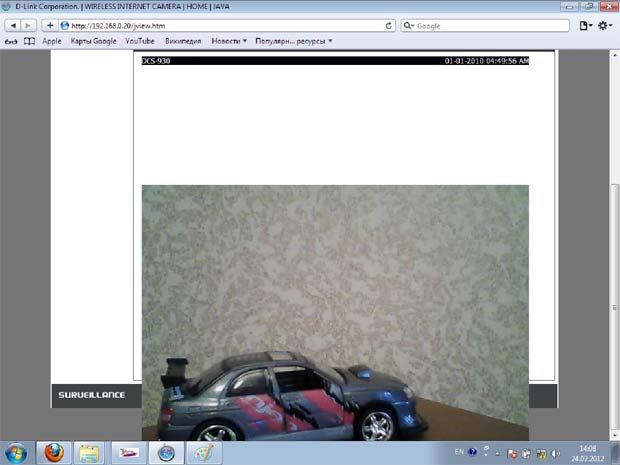 D-Link Corporation. | WIRELESS INTERNET CAMERA | HOME | JAVA
http://192.168.0.20/jview.htm
Google
Apple Карты Google YouTube Википедия Новости Популярн... ресурсы
DCS-930 01-01-2010 04:49:56 AM
SURVEILLANCE
EN 14:08
24.02.2012